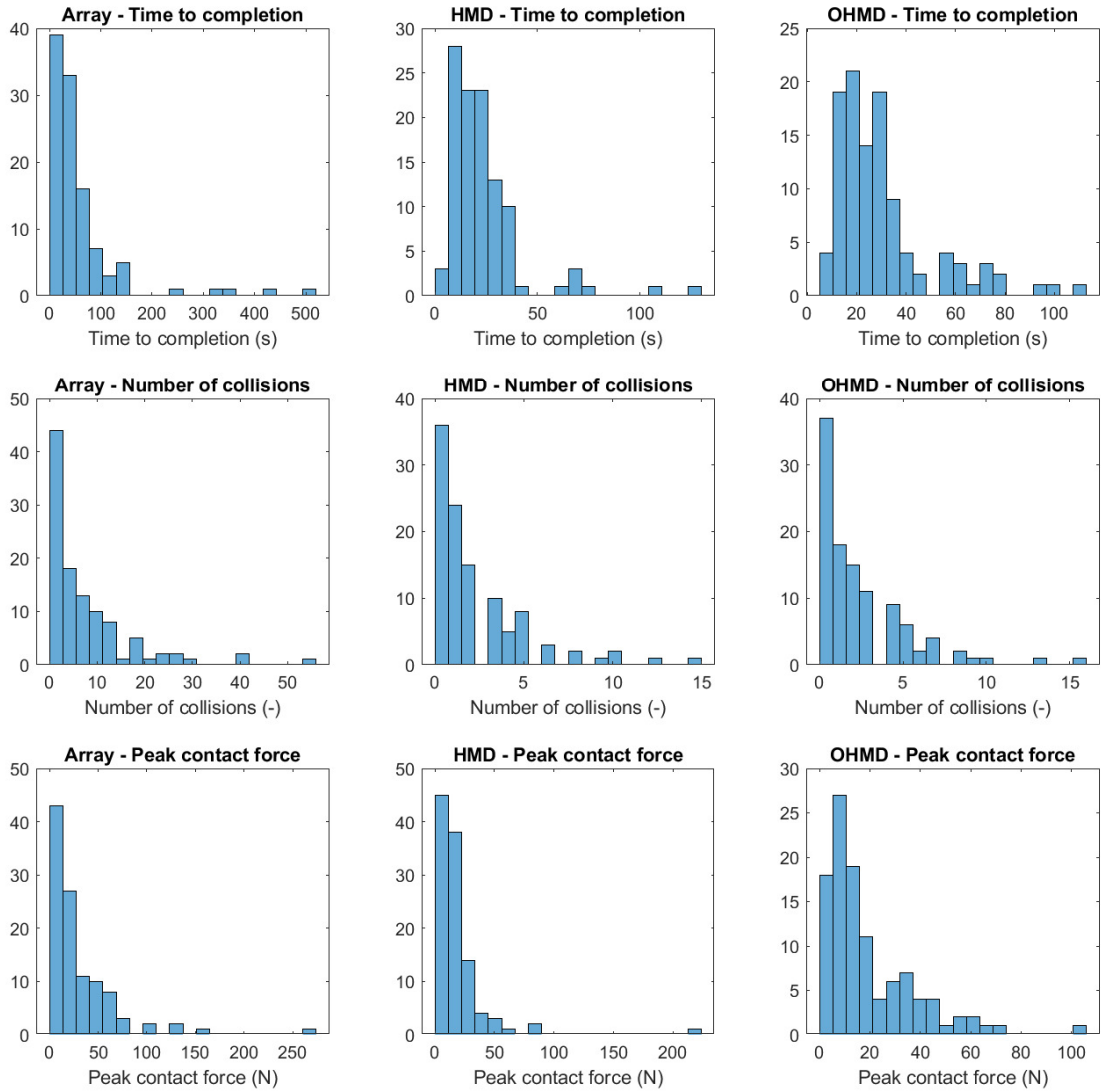 Array - Time to completion
40
30
20
10
0
0 100 200 300 400 500
Time to completion (s)
HMD - Time to completion
30
25
20
15
10
5
0
0 50 100
Time to completion (s)
OHMD - Time to completion
25
20
15
10
5
0
0 20 40 60 80 100
Time to completion (s)
Array - Number of collisions
50
40
30
20
10
0
0 10 20 30 40 50
Number of collisions (-)
HMD - Number of collisions
40
30
20
10
0
0 5 10 15
Number of collisions (-)
OHMD - Number of collisions
40
30
20
10
0
0 5 10 15
Number of collisions (-)
Array - Peak contact force
50
40
30
20
10
0
0 50 100 150 200 250
Peak contact force (N)
HMD - Peak contact force
50
40
30
20
10
0
0 50 100 150 200
Peak contact force (N)
OHMD - Peak contact force
30
25
20
15
10
5
0
0 20 40 60 80 100
Peak contact force (N)